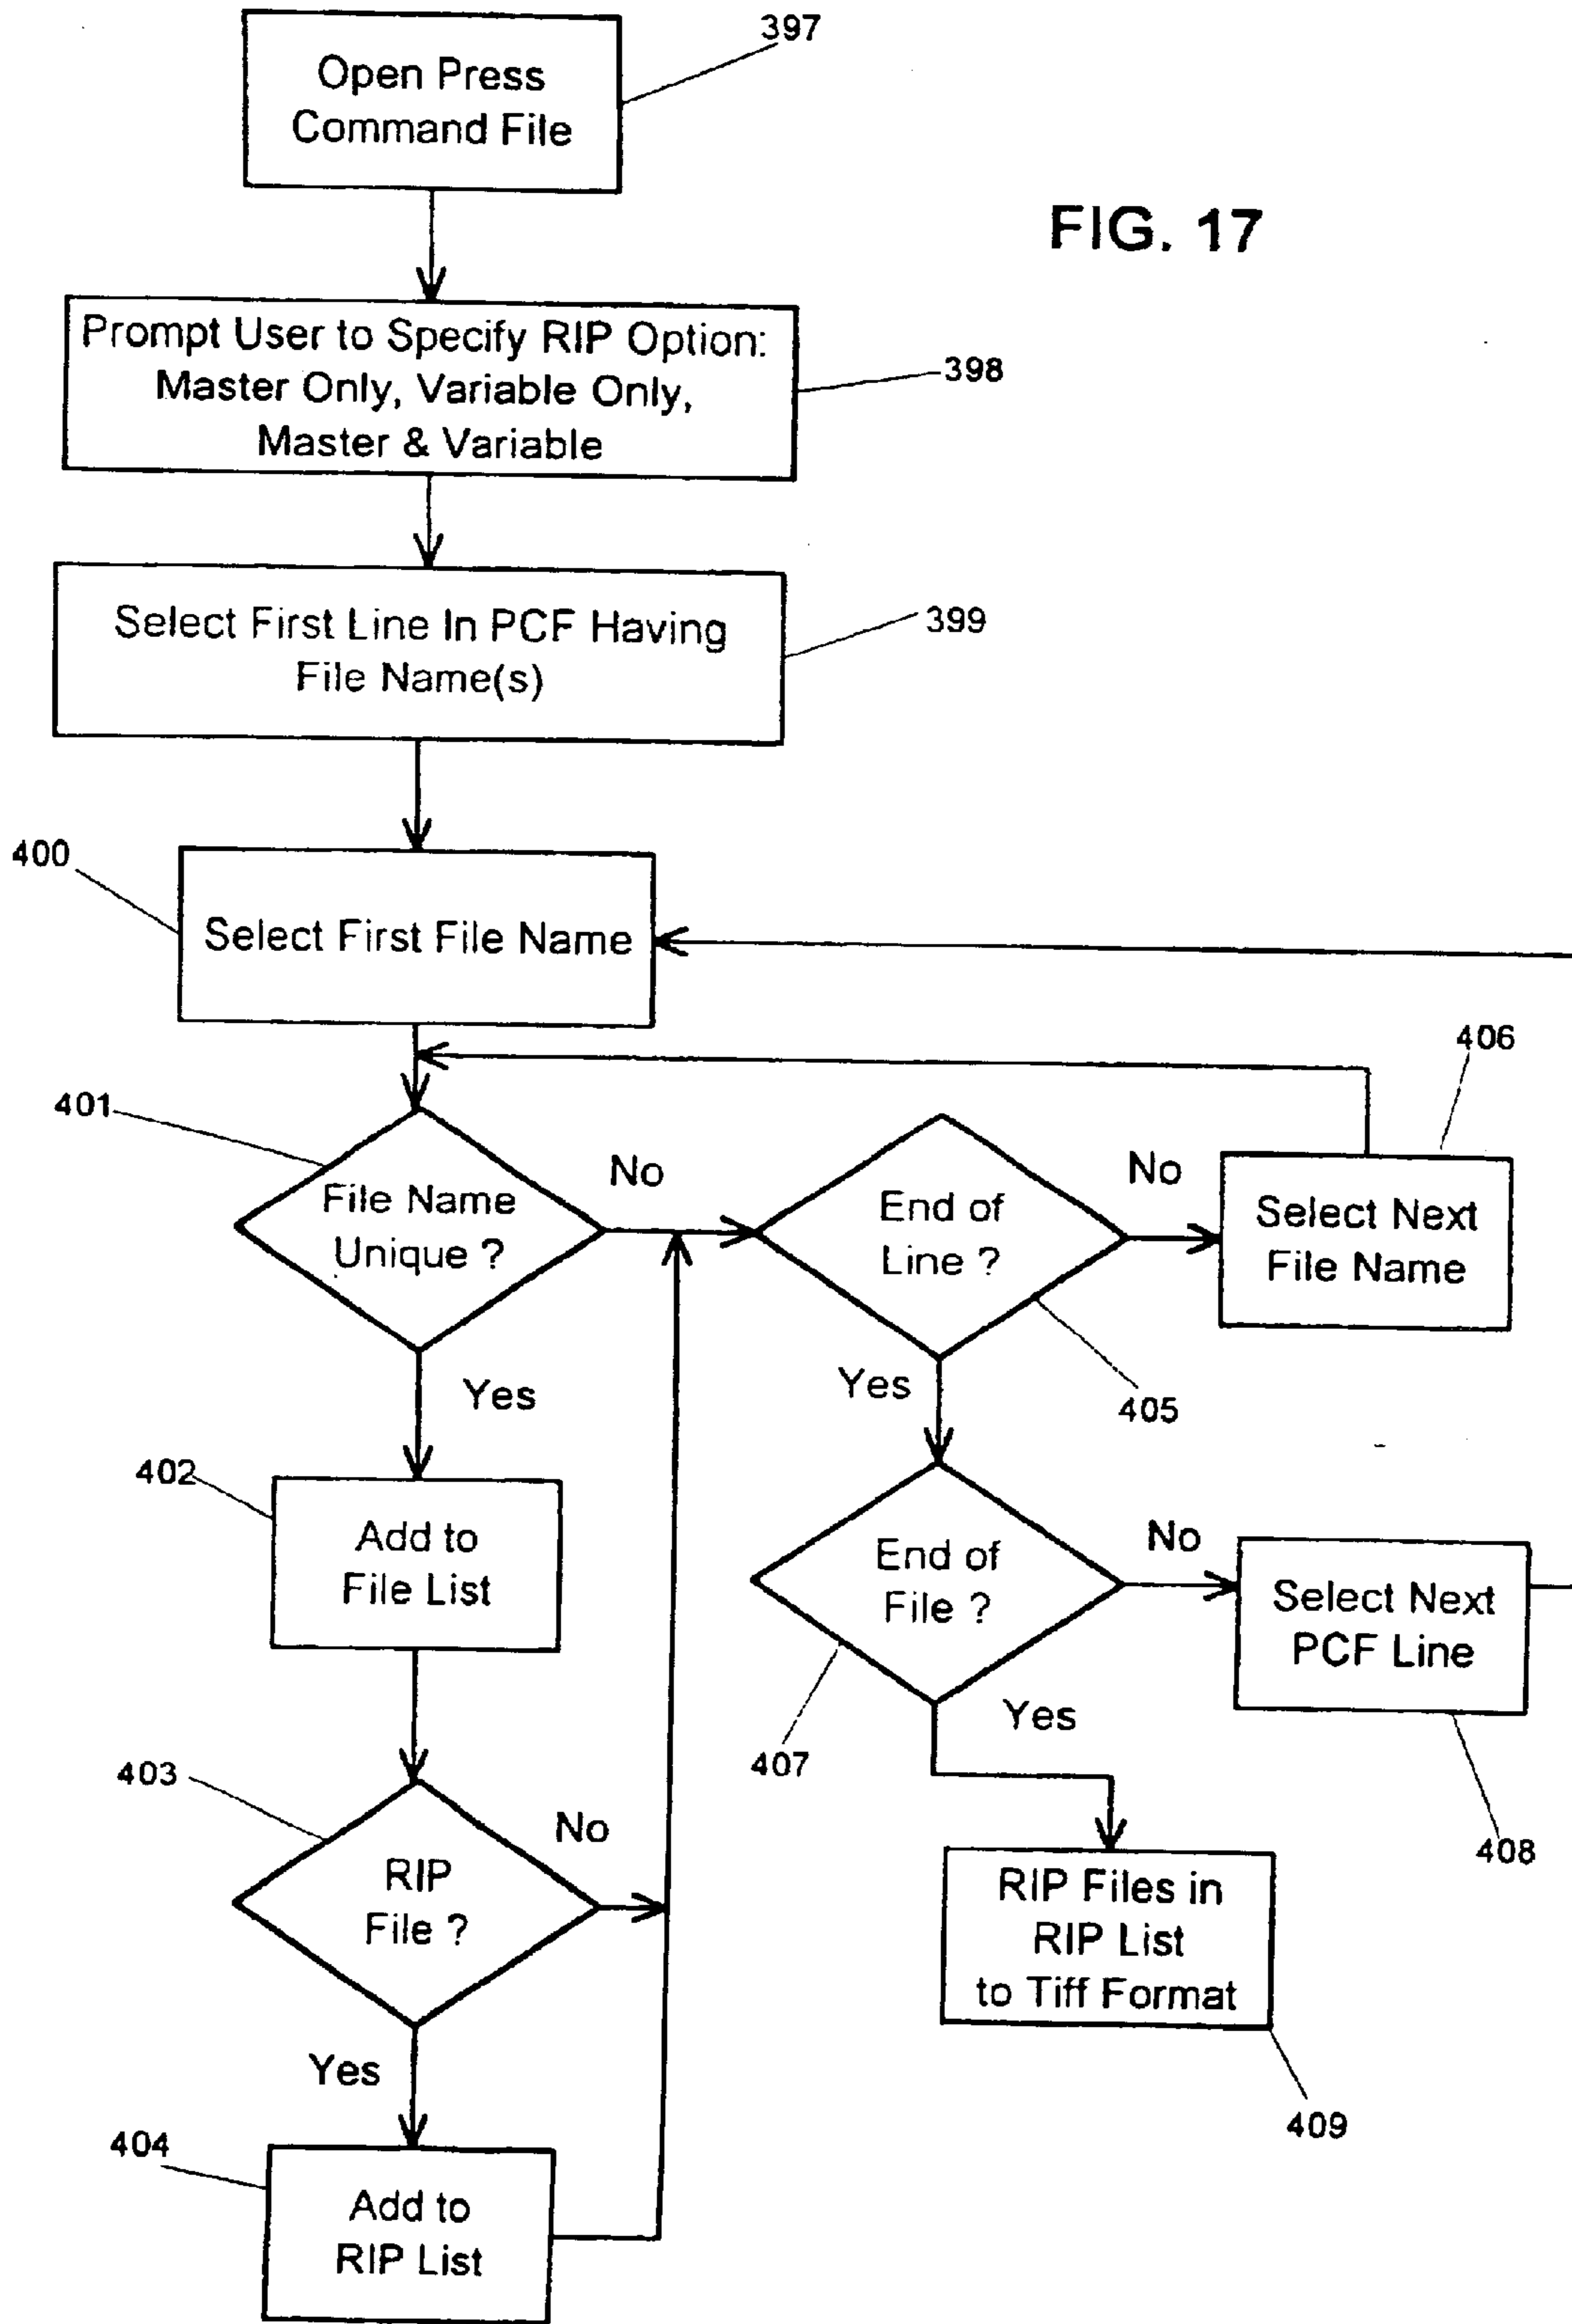 397
Open Press
Command File
FIG. 17
Prompt User to Specify RIP Option:
Master Only, Variable Only,
Master & Variable
398
Select First Line In PCF Having
File Name(s)
399
400
Select First File Name
406
401
File Name
Unique ?
No
End of
Line ?
No
Select Next
File Name
Yes
Yes
405
402
Add to
File List
End of
File ?
No
Select Next
PCF Line
403
RIP
File ?
No
407
Yes
408
RIP Files in
RIP List
to Tiff Format
Yes
409
404
Add to
RIP List